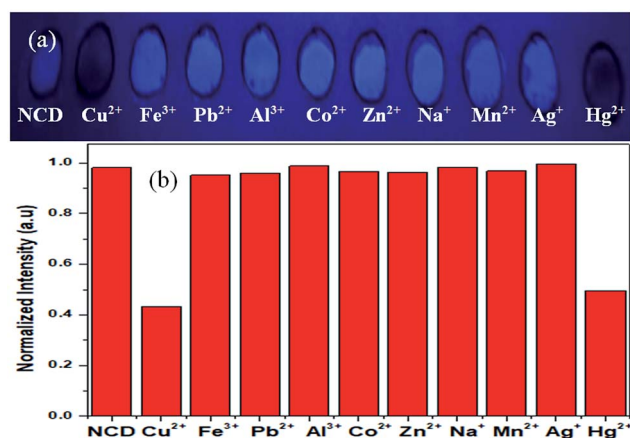 (a)
NCD Cu²⁺ Fe³⁺ Pb²⁺ Al³⁺ Co²⁺ Zn²⁺ Na⁺ Mn²⁺ Ag⁺ Hg²⁺
(b)
Normalized Intensity (a.u)
1.0
0.8
0.6
0.4
0.2
0.0
NCD Cu²⁺ Fe³⁺ Pb²⁺ Al³⁺ Co²⁺ Zn²⁺ Na⁺ Mn²⁺ Ag⁺ Hg²⁺